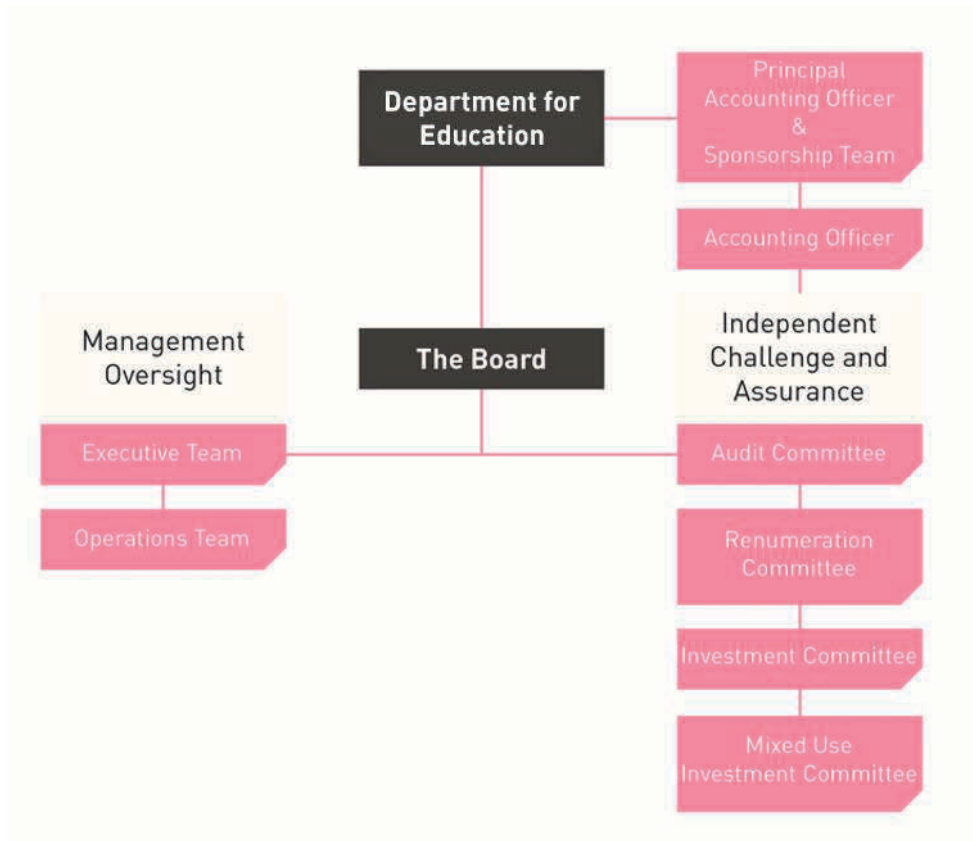 Department for
Education
Principal
Accounting Officer
&
Sponsorship Team
Accounting Officer
Management
Oversight
The Board
Independent
Challenge and
Assurance
Executive Team
Operations Team
Audit Committee
Renumeration
Committee
Investment Committee
Mixed Use
Investment Committee